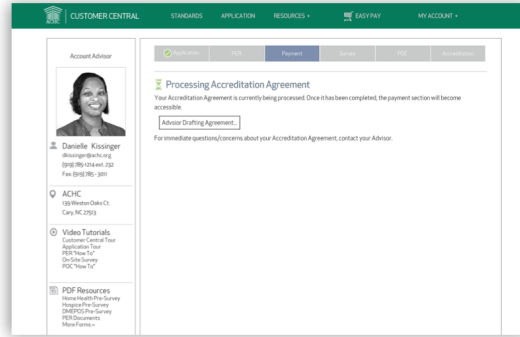 ACHC
CUSTOMER CENTRAL
STANDARDS
APPLICATION
RESOURCES
EASY PAY
MY ACCOUNT
Account Advisor
Application
PER
Payment
Survey
POC
Accreditation
Processing Accreditation Agreement
Your Accreditation Agreement is currently being processed. Once it has been completed, the payment section will become
accessible.
Advisor Drafting Agreement...
For immediate questions/concerns about your Accreditation Agreement, contact your Advisor.
Danielle Kissinger
dkissinger@achc.org
(919) 785-1214 ext. 232
Fax: (919) 785 - 3011
ACHC
139 Weston Oaks Ct.
Cary, NC 27513
Video Tutorials
Customer Central Tour
Application Tour
PER "How To"
On-Site Survey
POC "How To"
PDF Resources
Home Health Pre-Survey
Hospice Pre-Survey
DMEPOS Pre-Survey
PER Documents
More Forms »